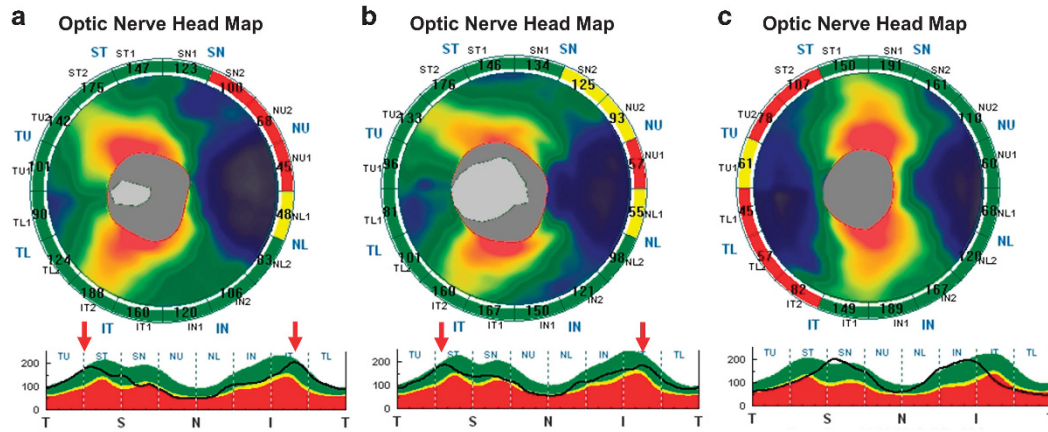 a
Optic Nerve Head Map
ST SN
ST1 SN1
ST2 147 123 SN2
175 100
TU2 142 68 NU2
TU NU
TU1 101 45 NU1
TL1 90 48 NL1
TL NL
TL2 124 83 NL2
188 106
IT2 160 120 IN2
IT1 IN1
IT IN
TU ST SN NU NL IN IT TL
200
100
0
T S N I T
b
Optic Nerve Head Map
ST SN
ST1 SN1
ST2 146 134 SN2
176 125
TU2 133 93 NU2
TU NU
TU1 96 57 NU1
TL1 81 55 NL1
TL NL
TL2 101 98 NL2
160 121
IT2 167 150 IN2
IT1 IN1
IT IN
TU ST SN NU NL IN I TL
200
100
0
T S N I T
c
Optic Nerve Head Map
ST SN
ST1 SN1
ST2 150 191 SN2
107 161
TU2 78 110 NU2
TU NU
TU1 61 60 NU1
TL1 45 68 NL1
TL NL
TL2 57 120 NL2
82 167
IT2 149 189 IN2
IT1 IN1
IT IN
TU ST SN NU NL IN IT TL
200
100
0
T S N I T